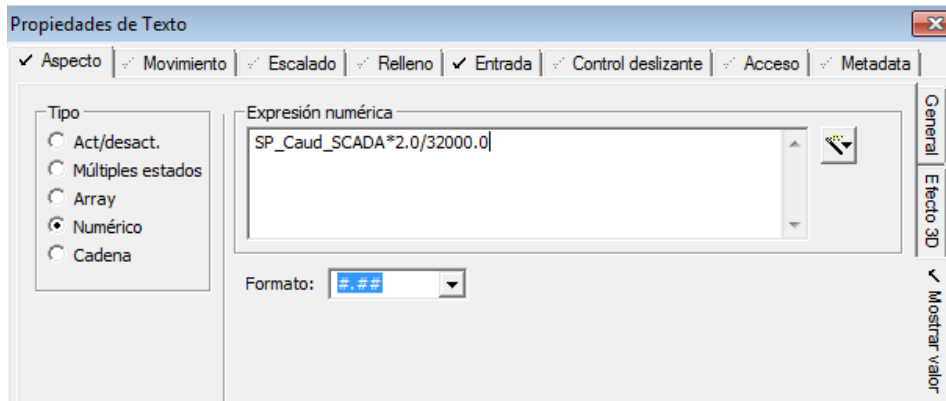 Propiedades de Texto
Aspecto Movimiento Escalado Relleno Entrada Control deslizante Acceso Metadata
Tipo
Act/desact.
Múltiples estados
Array
Numérico
Cadena
Expresión numérica
SP_Caud_SCADA*2.0/32000.0
Formato: #.##
General
Efecto 3D
Mostrar valor